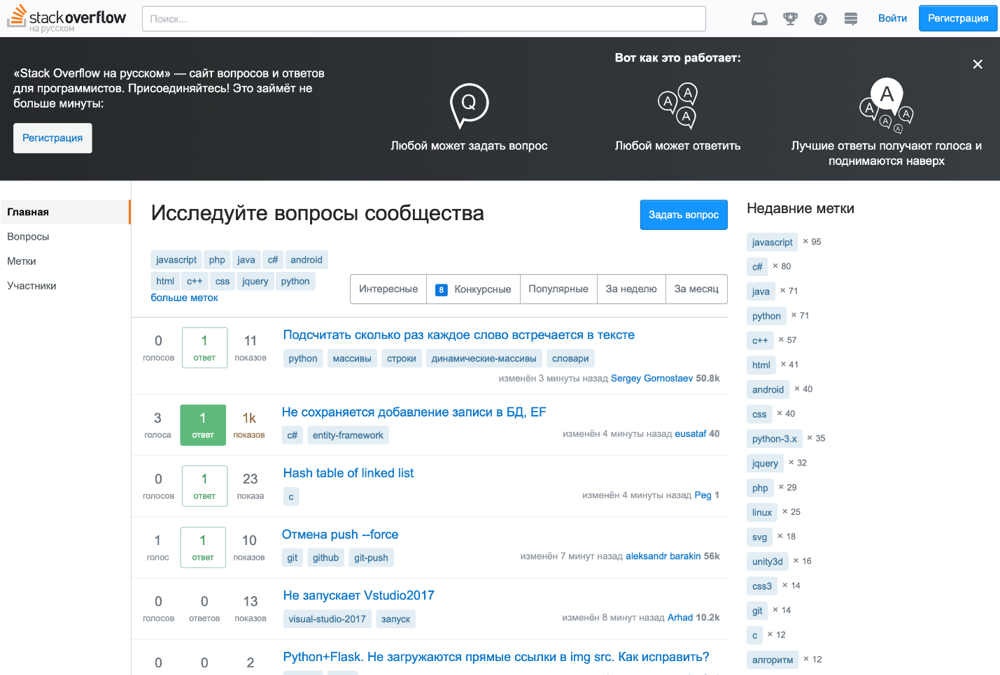 stack overflow
на русском
Поиск...
Войти
Регистрация
«Stack Overflow на русском» — сайт вопросов и ответов
для программистов. Присоединяйтесь! Это займёт не
больше минуты:
Регистрация
Вот как это работает:
Q
Любой может задать вопрос
A
A
A
Любой может ответить
A
A
A
A
A
Лучшие ответы получают голоса и
поднимаются наверх
Главная
Вопросы
Метки
Участники
Исследуйте вопросы сообщества
Задать вопрос
javascript php java c# android
html c++ css jquery python
больше меток
Интересные 8 Конкурсные Популярные За неделю За месяц
0 голосов 1 ответ 11 показов
Подсчитать сколько раз каждое слово встречается в тексте
python массивы строки динамические-массивы словари
изменён 3 минуты назад Sergey Gornostaev 50.8k
3 голоса 1 ответ 1k показов
Не сохраняется добавление записи в БД, EF
c# entity-framework
изменён 4 минуты назад eusataf 40
0 голосов 1 ответ 23 показа
Hash table of linked list
c
изменён 4 минуты назад Peg 1
1 голос 1 ответ 10 показов
Отмена push --force
git github git-push
изменён 7 минут назад aleksandr barakin 56k
0 голосов 0 ответов 13 показов
Не запускает Vstudio2017
visual-studio-2017 запуск
изменён 8 минут назад Arhad 10.2k
0 0 2
Python+Flask. Не загружаются прямые ссылки в img src. Как исправить?
Недавние метки
javascript × 95
c# × 80
java × 71
python × 71
c++ × 57
html × 41
android × 40
css × 40
python-3.x × 35
jquery × 32
php × 29
linux × 25
svg × 18
unity3d × 16
css3 × 14
git × 14
c × 12
алгоритм × 12